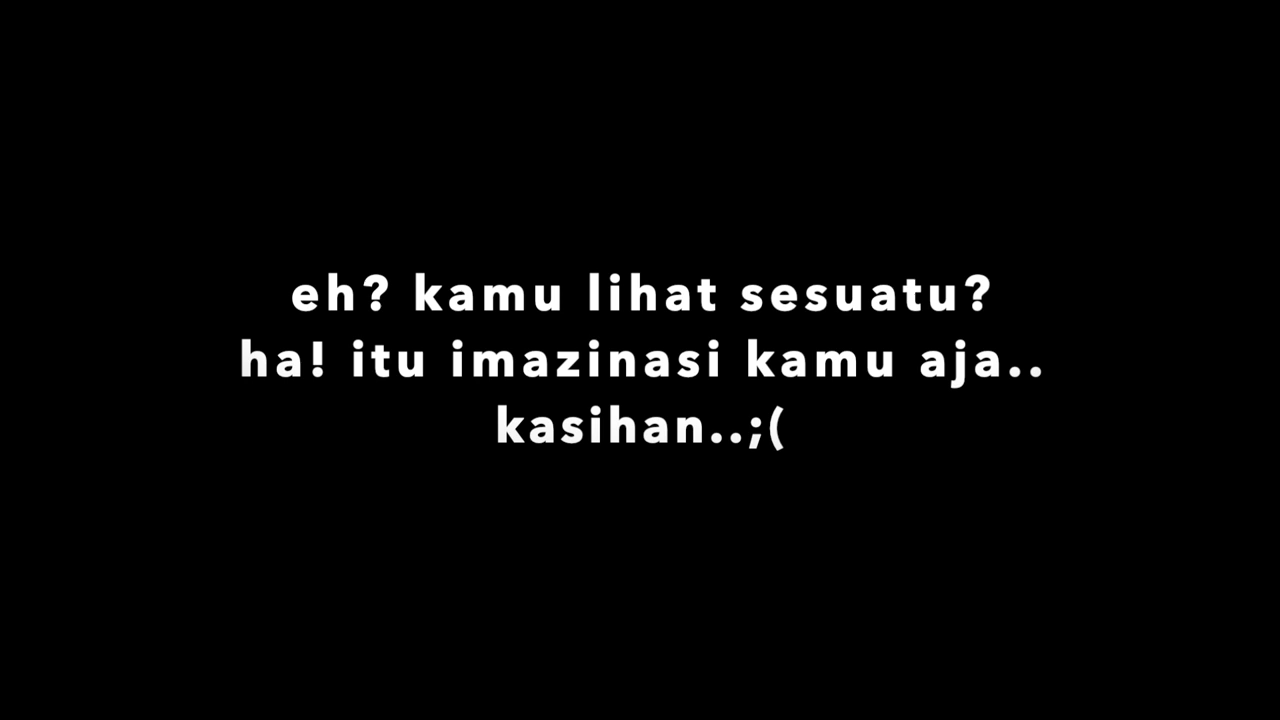 eh? kamu lihat sesuatu?
ha! itu imazinasi kamu aja..
kasihan..;(